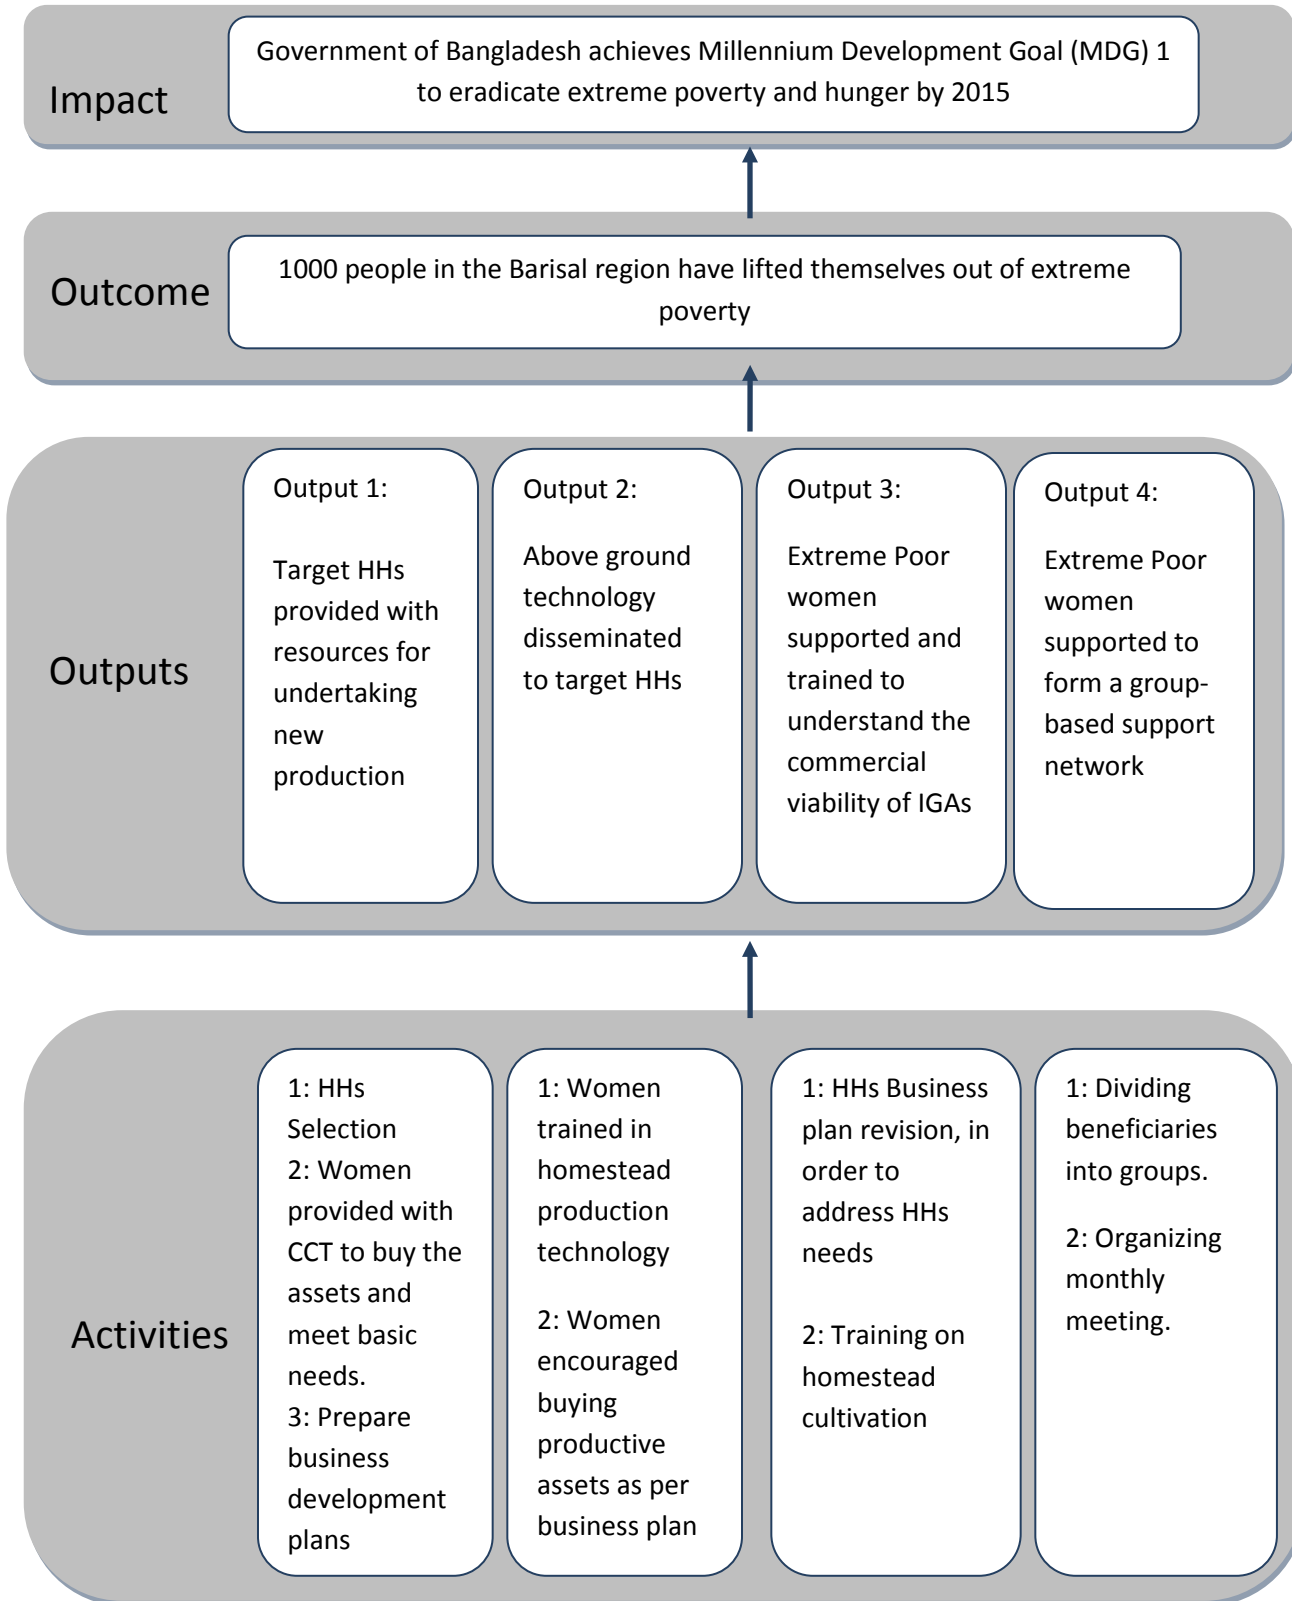 Impact
Government of Bangladesh achieves Millennium Development Goal (MDG) 1
to eradicate extreme poverty and hunger by 2015
Outcome
1000 people in the Barisal region have lifted themselves out of extreme
poverty
Outputs
Output 1:
Target HHs
provided with
resources for
undertaking
new
production
Output 2:
Above ground
technology
disseminated
to target HHs
Output 3:
Extreme Poor
women
supported and
trained to
understand the
commercial
viability of IGAs
Output 4:
Extreme Poor
women
supported to
form a group-
based support
network
Activities
1: HHs
Selection
2: Women
provided with
CCT to buy the
assets and
meet basic
needs.
3: Prepare
business
development
plans
1: Women
trained in
homestead
production
technology
2: Women
encouraged
buying
productive
assets as per
business plan
1: HHs Business
plan revision, in
order to
address HHs
needs
2: Training on
homestead
cultivation
1: Dividing
beneficiaries
into groups.
2: Organizing
monthly
meeting.